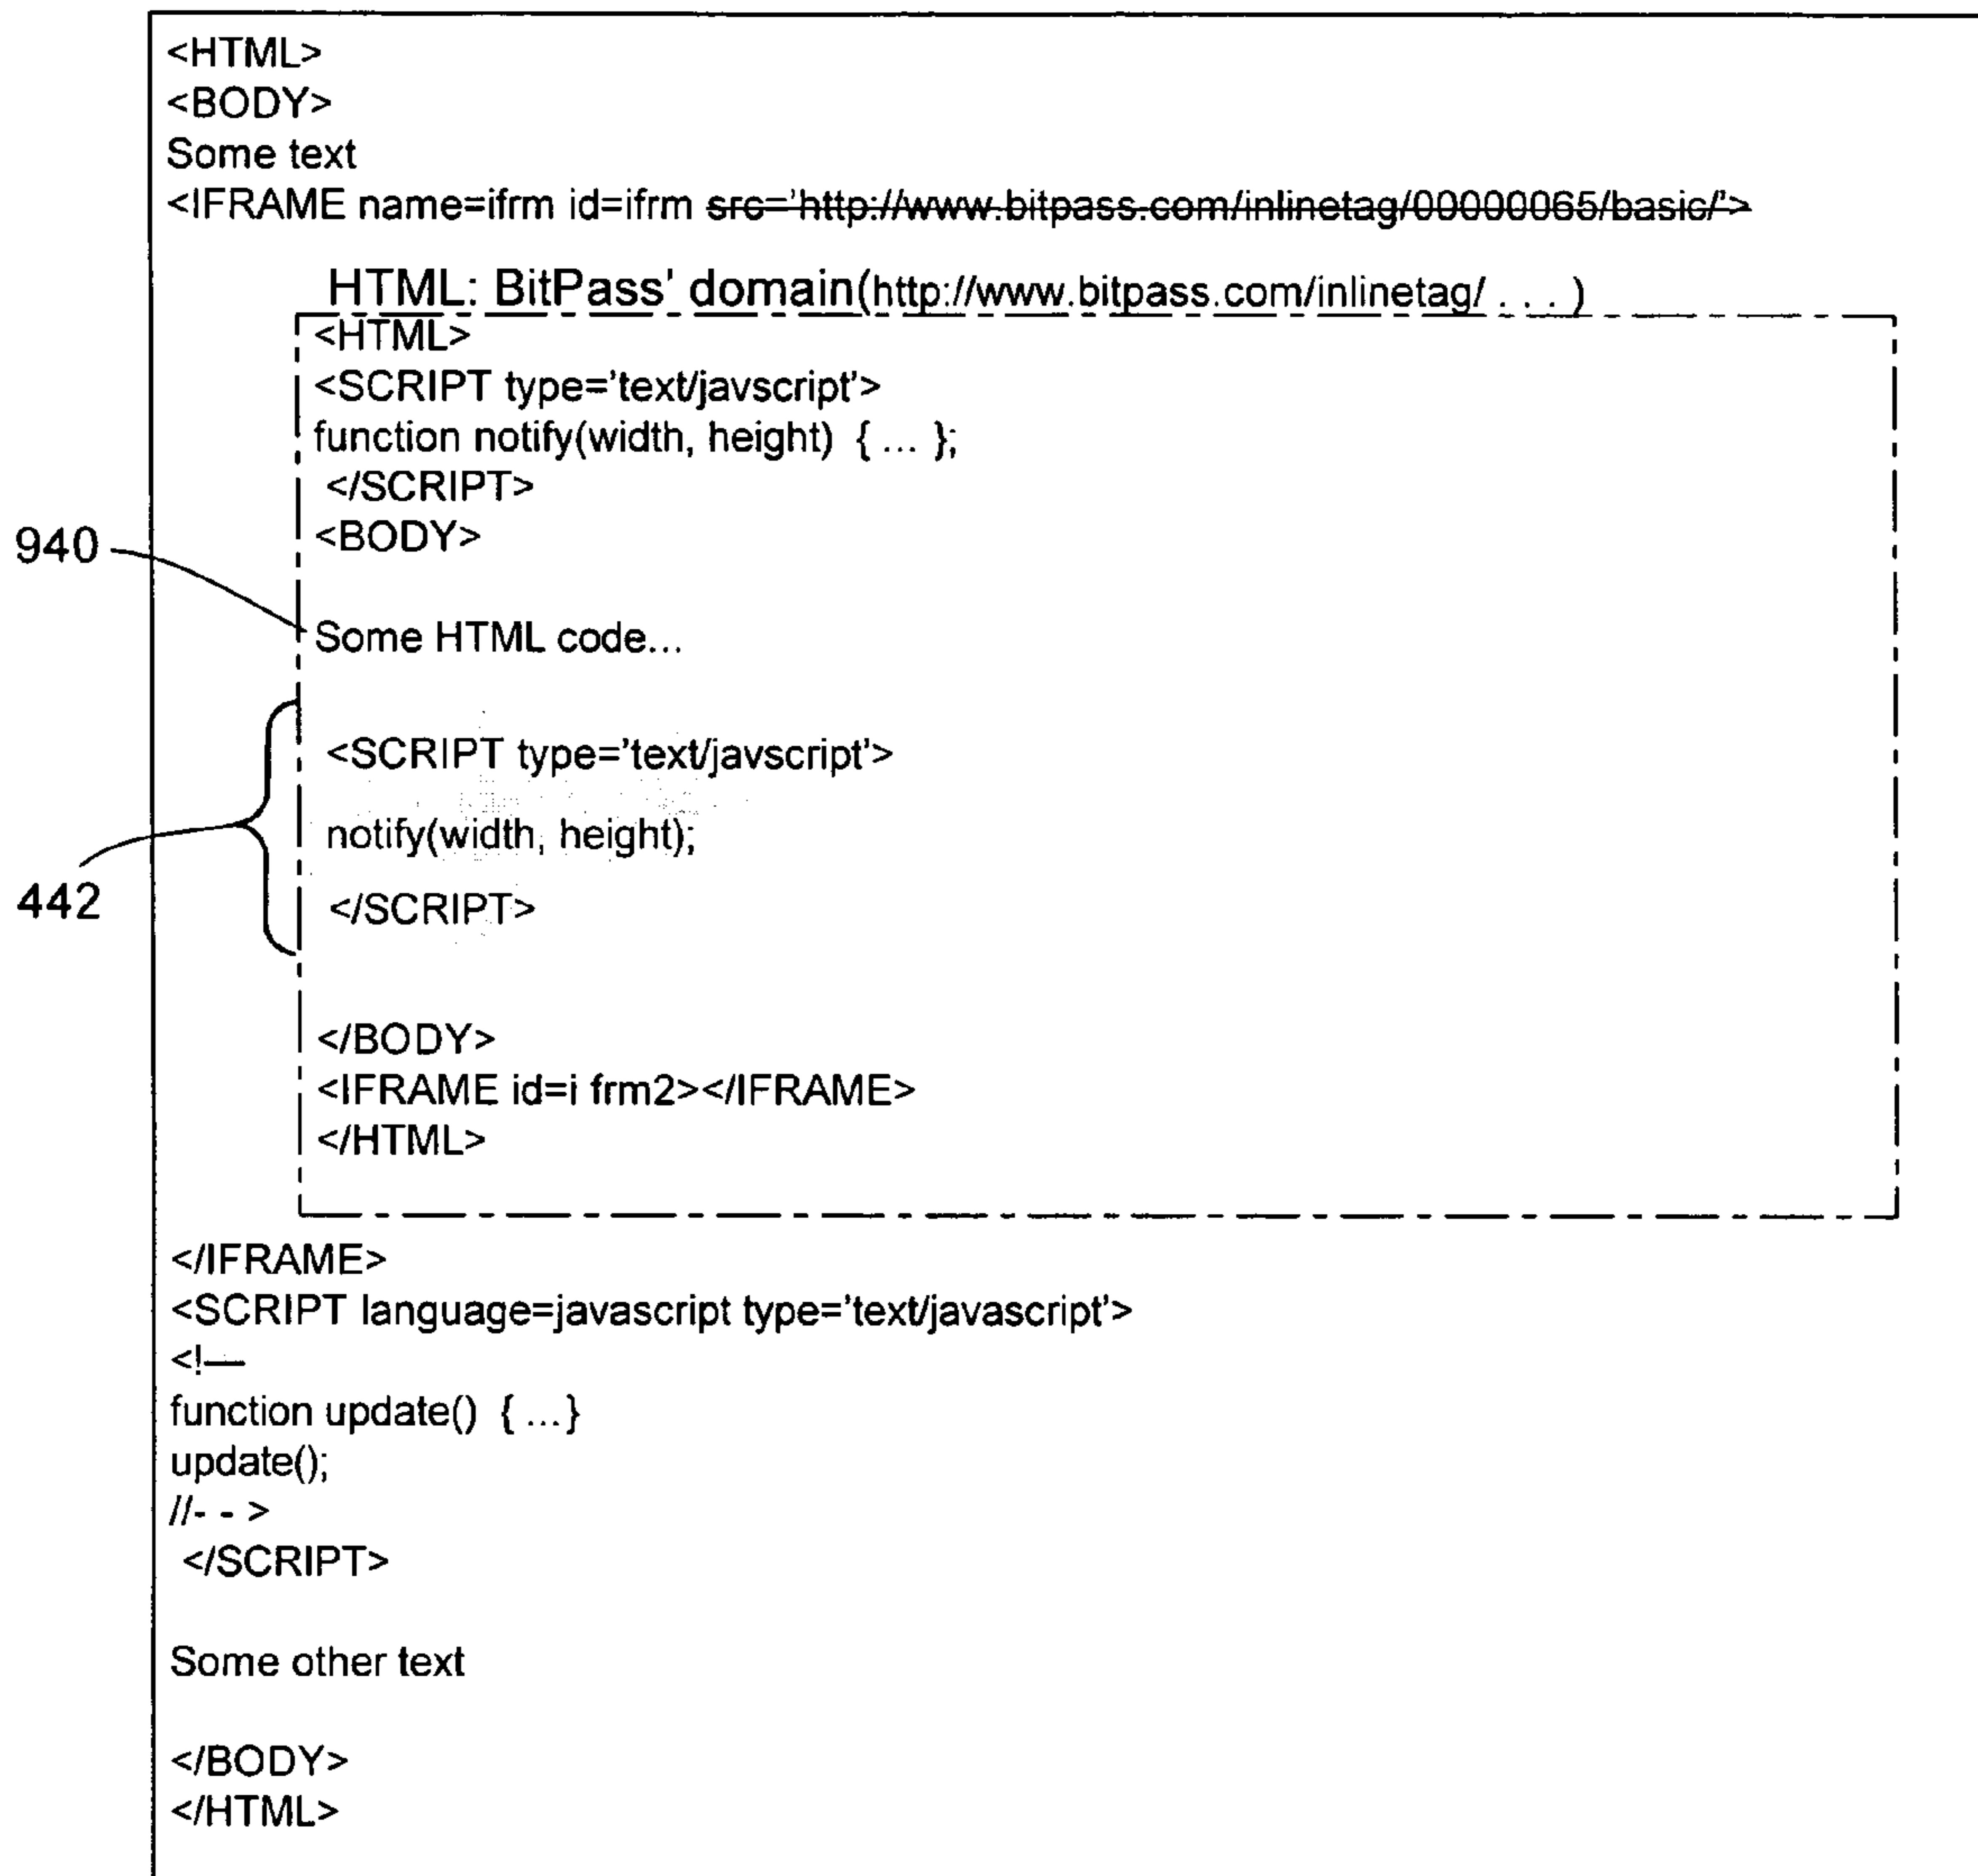 <HTML>
<BODY>
Some text
<IFRAME name=ifrm id=ifrm src='http://www.bitpass.com/inlinetag/00000065/basic/'>
HTML: BitPass' domain(http://www.bitpass.com/inlinetag/ . . . )
<HTML>
<SCRIPT type='text/javscript'>
function notify(width, height) { ... };
</SCRIPT>
<BODY>
940
Some HTML code...
<SCRIPT type='text/javscript'>
notify(width, height);
442
</SCRIPT>
</BODY>
<IFRAME id=i frm2></IFRAME>
</HTML>
</IFRAME>
<SCRIPT language=javascript type='text/javascript'>
<!—
function update() { ...}
update();
//- - >
</SCRIPT>
Some other text
</BODY>
</HTML>